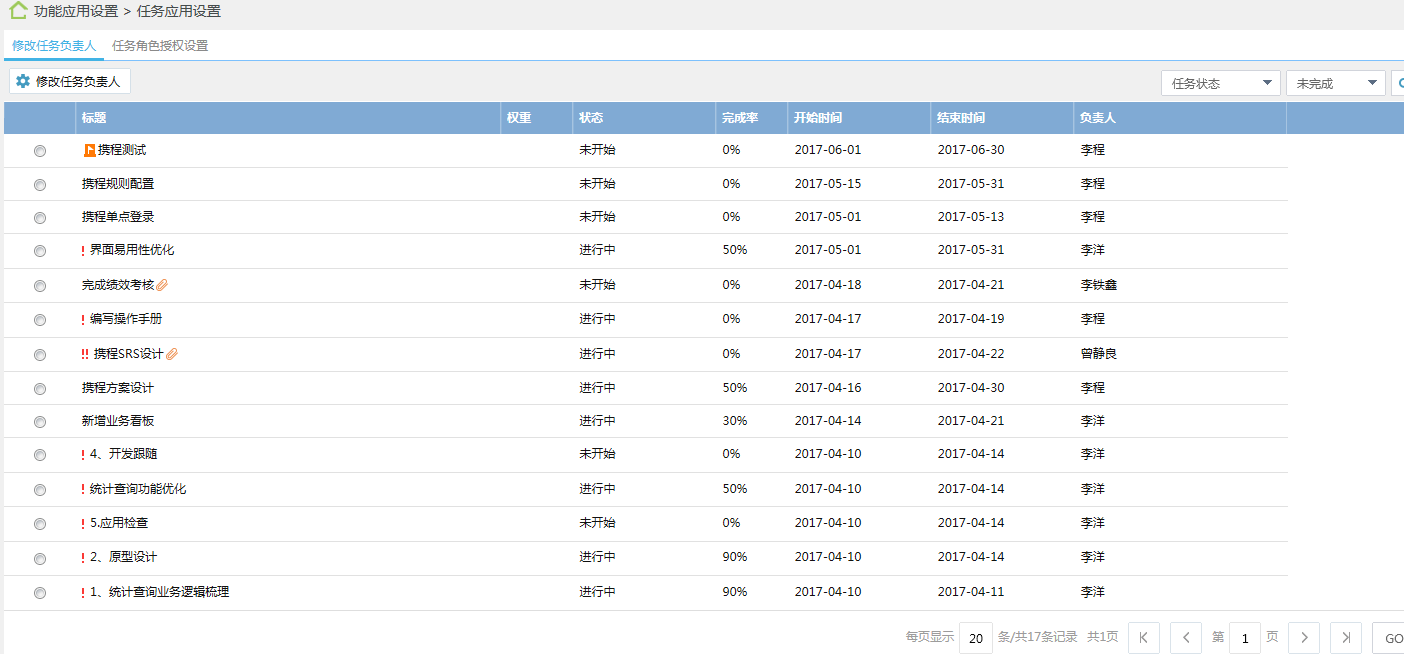 功能应用设置 > 任务应用设置
修改任务负责人 任务角色授权设置
修改任务负责人 任务状态 未完成
标题 权重 状态 完成率 开始时间 结束时间 负责人
携程测试 未开始 0% 2017-06-01 2017-06-30 李程
携程规则配置 未开始 0% 2017-05-15 2017-05-31 李程
携程单点登录 未开始 0% 2017-05-01 2017-05-13 李程
! 界面易用性优化 进行中 50% 2017-05-01 2017-05-31 李洋
完成绩效考核 未开始 0% 2017-04-18 2017-04-21 李铁鑫
! 编写操作手册 进行中 0% 2017-04-17 2017-04-19 李程
!! 携程SRS设计 进行中 0% 2017-04-17 2017-04-22 曾静良
携程方案设计 进行中 50% 2017-04-16 2017-04-30 李程
新增业务看板 进行中 30% 2017-04-14 2017-04-21 李洋
! 4、开发跟随 未开始 0% 2017-04-10 2017-04-14 李洋
! 统计查询功能优化 进行中 50% 2017-04-10 2017-04-14 李洋
! 5.应用检查 未开始 0% 2017-04-10 2017-04-14 李洋
! 2、原型设计 进行中 90% 2017-04-10 2017-04-14 李洋
! 1、统计查询业务逻辑梳理 进行中 90% 2017-04-10 2017-04-11 李洋
每页显示 20 条/共17条记录 共1页 第 1 页 GO